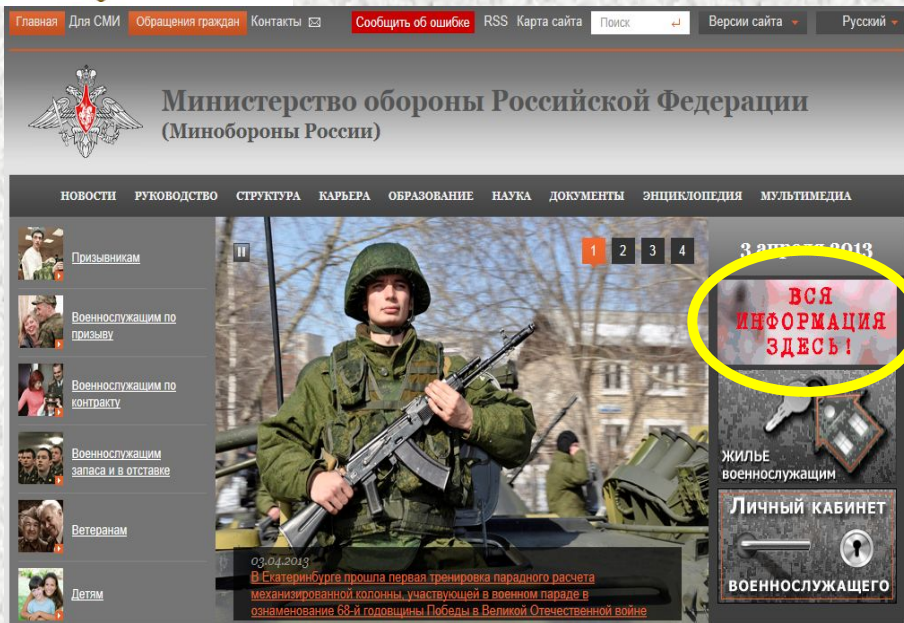 Главная Для СМИ Обращения граждан Контакты Сообщить об ошибке RSS Карта сайта Поиск Версии сайта Русский
Министерство обороны Российской Федерации
(Минобороны России)
НОВОСТИ РУКОВОДСТВО СТРУКТУРА КАРЬЕРА ОБРАЗОВАНИЕ НАУКА ДОКУМЕНТЫ ЭНЦИКЛОПЕДИЯ МУЛЬТИМЕДИА
Призывникам
Военнослужащим по
призыву
Военнослужащим по
контракту
Военнослужащим
запаса и в отставке
Ветеранам
Детям
1 2 3 4
03.04.2013
В Екатеринбурге прошла первая тренировка парадного расчета
механизированной колонны, участвующей в военном параде в
ознаменование 68-й годовщины Победы в Великой Отечественной войне
3 апреля 2013
ВСЯ
ИНФОРМАЦИЯ
ЗДЕСЬ!
ЖИЛЬЕ
военнослужащим
Личный кабинет
военнослужащего